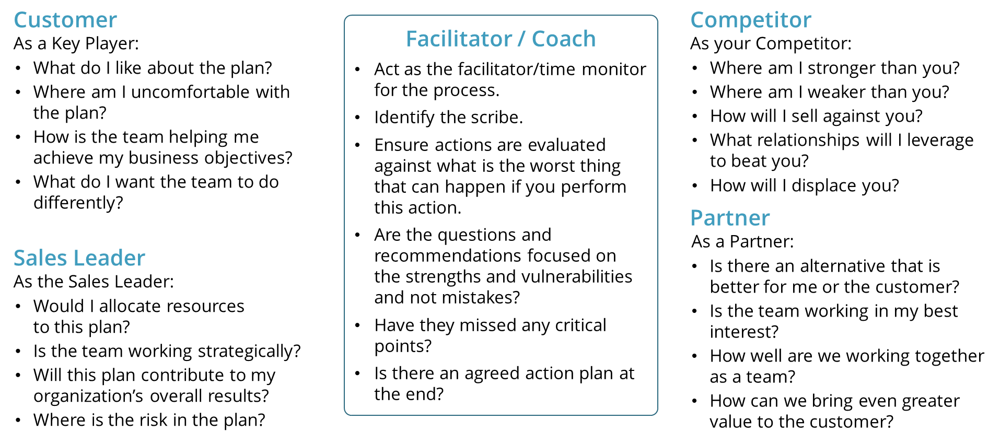 Customer
As a Key Player:
• What do I like about the plan?
• Where am I uncomfortable with
the plan?
• How is the team helping me
achieve my business objectives?
• What do I want the team to do
differently?
Sales Leader
As the Sales Leader:
• Would I allocate resources
to this plan?
• Is the team working strategically?
• Will this plan contribute to my
organization’s overall results?
• Where is the risk in the plan?
Facilitator / Coach
• Act as the facilitator/time monitor
for the process.
• Identify the scribe.
• Ensure actions are evaluated
against what is the worst thing
that can happen if you perform
this action.
• Are the questions and
recommendations focused on
the strengths and vulnerabilities
and not mistakes?
• Have they missed any critical
points?
• Is there an agreed action plan at
the end?
Competitor
As your Competitor:
• Where am I stronger than you?
• Where am I weaker than you?
• How will I sell against you?
• What relationships will I leverage
to beat you?
• How will I displace you?
Partner
As a Partner:
• Is there an alternative that is
better for me or the customer?
• Is the team working in my best
interest?
• How well are we working together
as a team?
• How can we bring even greater
value to the customer?